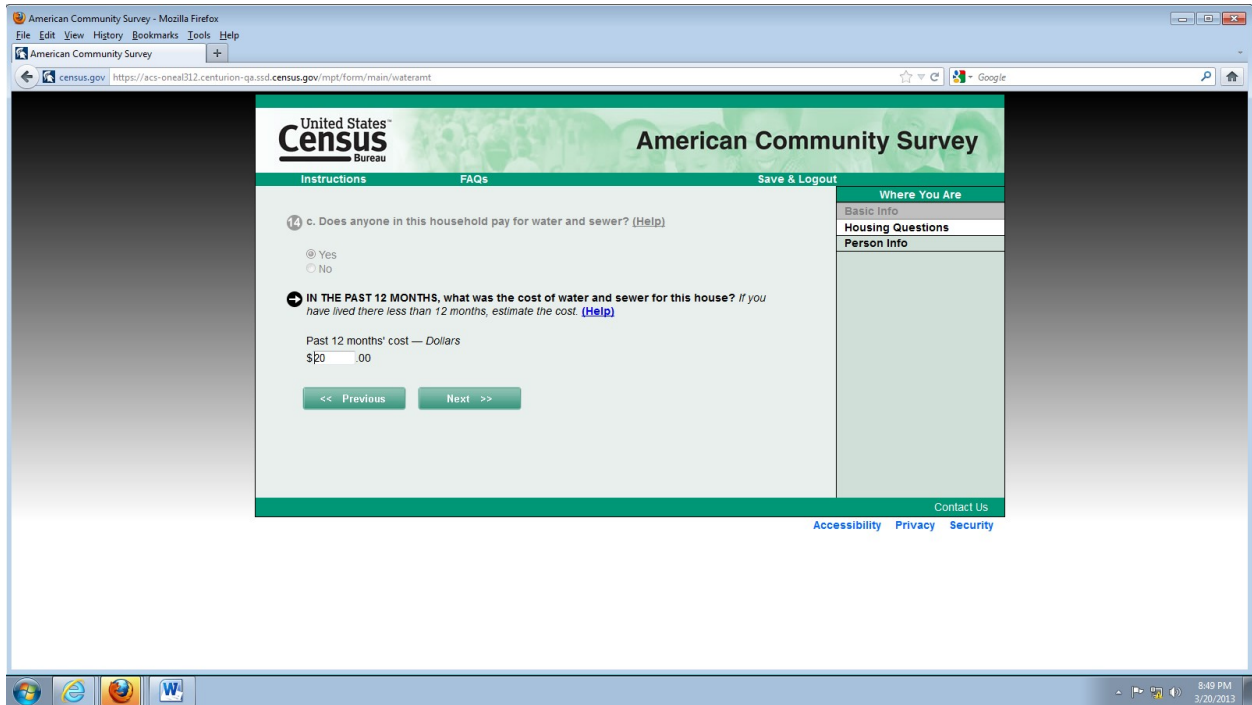 American Community Survey - Mozilla Firefox
File Edit View History Bookmarks Tools Help
American Community Survey +
census.gov https://acs-oneal312.centurion-qa.ssd.census.gov/mpt/form/main/wateramt Google
United States™
Census
Bureau
American Community Survey
Instructions FAQs Save & Logout
Where You Are
Basic Info
Housing Questions
Person Info
14 c. Does anyone in this household pay for water and sewer? (Help)
Yes
No
IN THE PAST 12 MONTHS, what was the cost of water and sewer for this house? If you
have lived there less than 12 months, estimate the cost. (Help)
Past 12 months' cost — Dollars
$20 .00
<< Previous Next >>
Contact Us
Accessibility Privacy Security
8:49 PM
3/20/2013